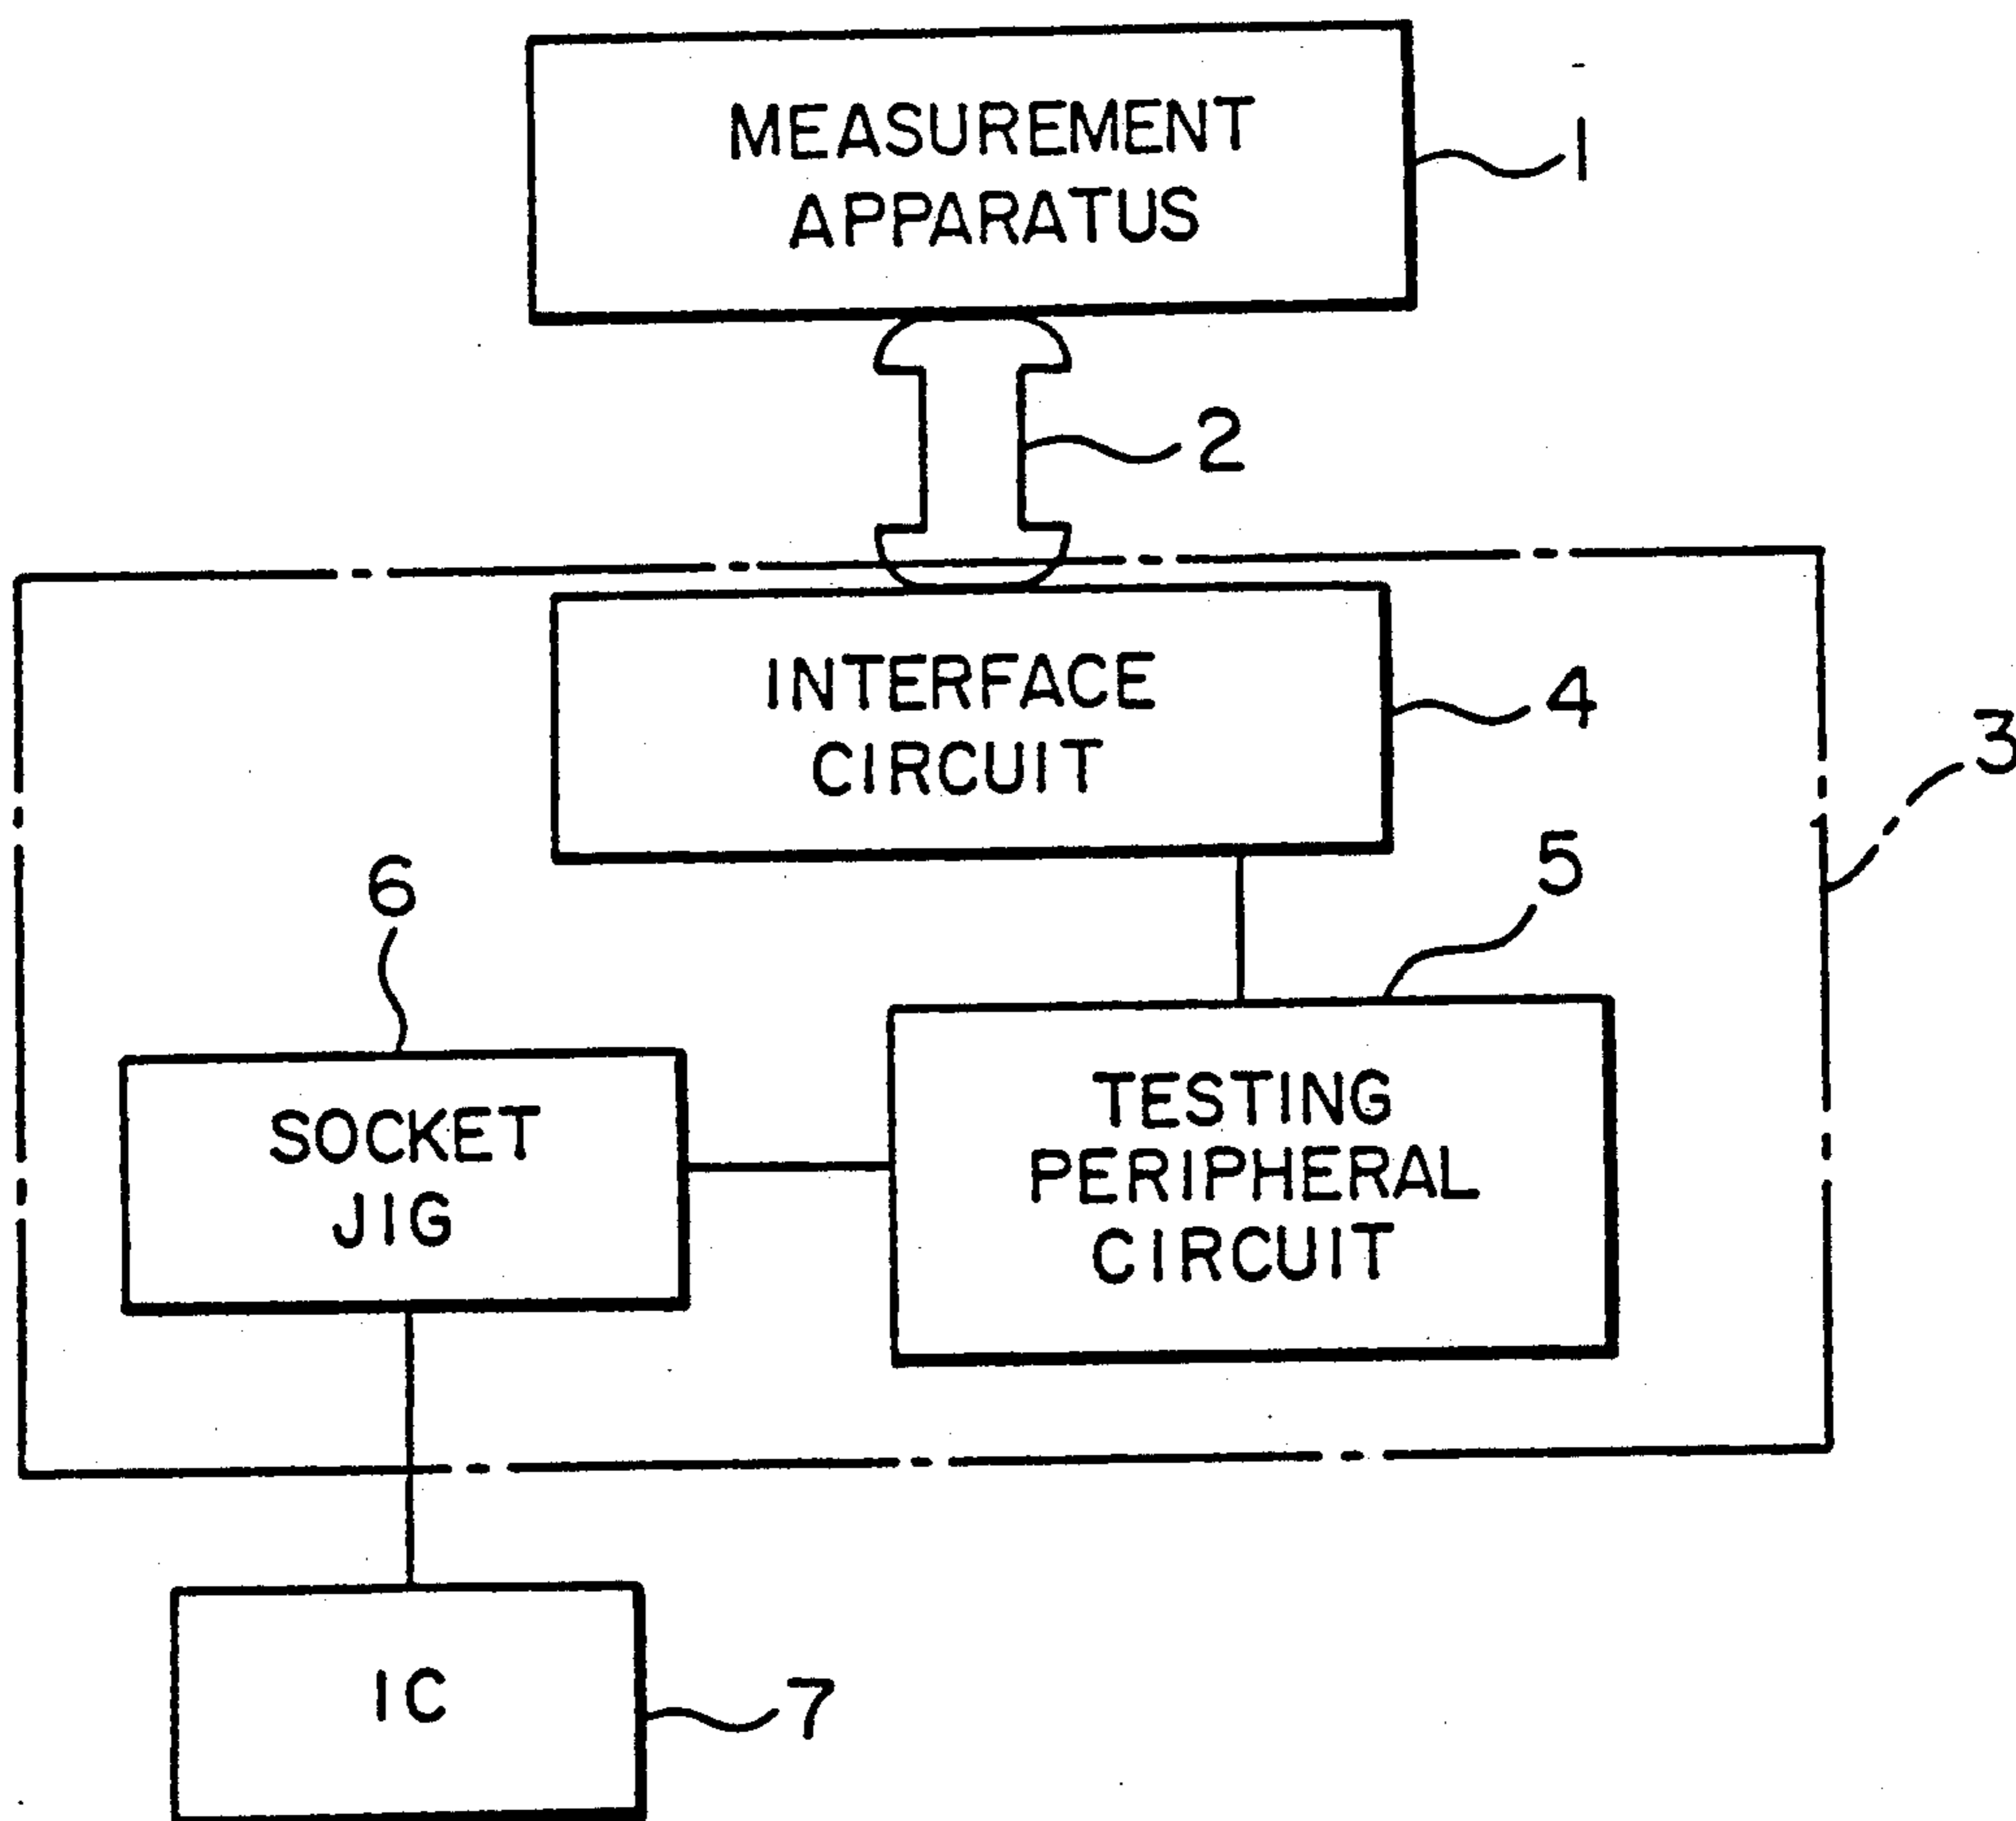 MEASUREMENT
APPARATUS
1
2
INTERFACE
CIRCUIT
4
3
5
6
TESTING
PERIPHERAL
CIRCUIT
SOCKET
JIG
IC
7